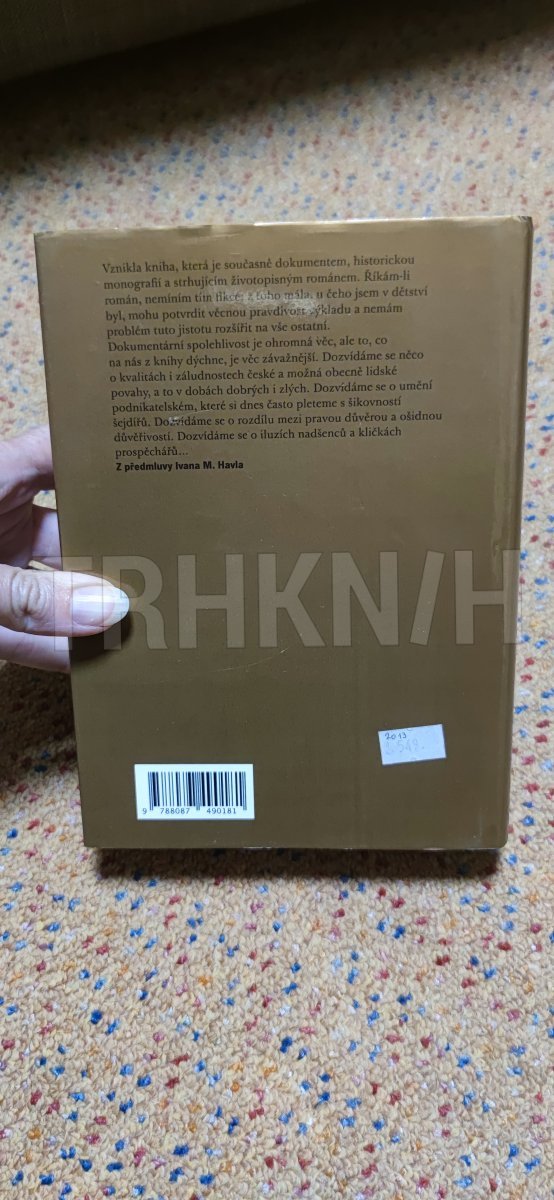 Vznikla kniha, která je současně dokumentem, historickou
monografií a strhujícím životopisným románem. Říkám-li
román, nemíním tím fikce: z toho mála, u čeho jsem v dětství
byl, mohu potvrdit věcnou pravdivost výkladu a nemám
problém tuto jistotu rozšířit na vše ostatní.
Dokumentární spolehlivost je ohromná věc, ale to, co
na nás z knihy dýchne, je věc závažnější. Dozvídáme se něco
o kvalitách i záludnostech české a možná obecně lidské
povahy, a to v dobách dobrých i zlých. Dozvídáme se o umění
podnikatelském, které si dnes často pleteme s šikovností
šejdířů. Dozvídáme se o rozdílu mezi pravou důvěrou a ošidnou
důvěřivostí. Dozvídáme se o iluzích nadšenců a kličkách
prospěchářů...
Z předmluvy Ivana M. Havla
TRHKNIH
2013
549.
9 788087 490181